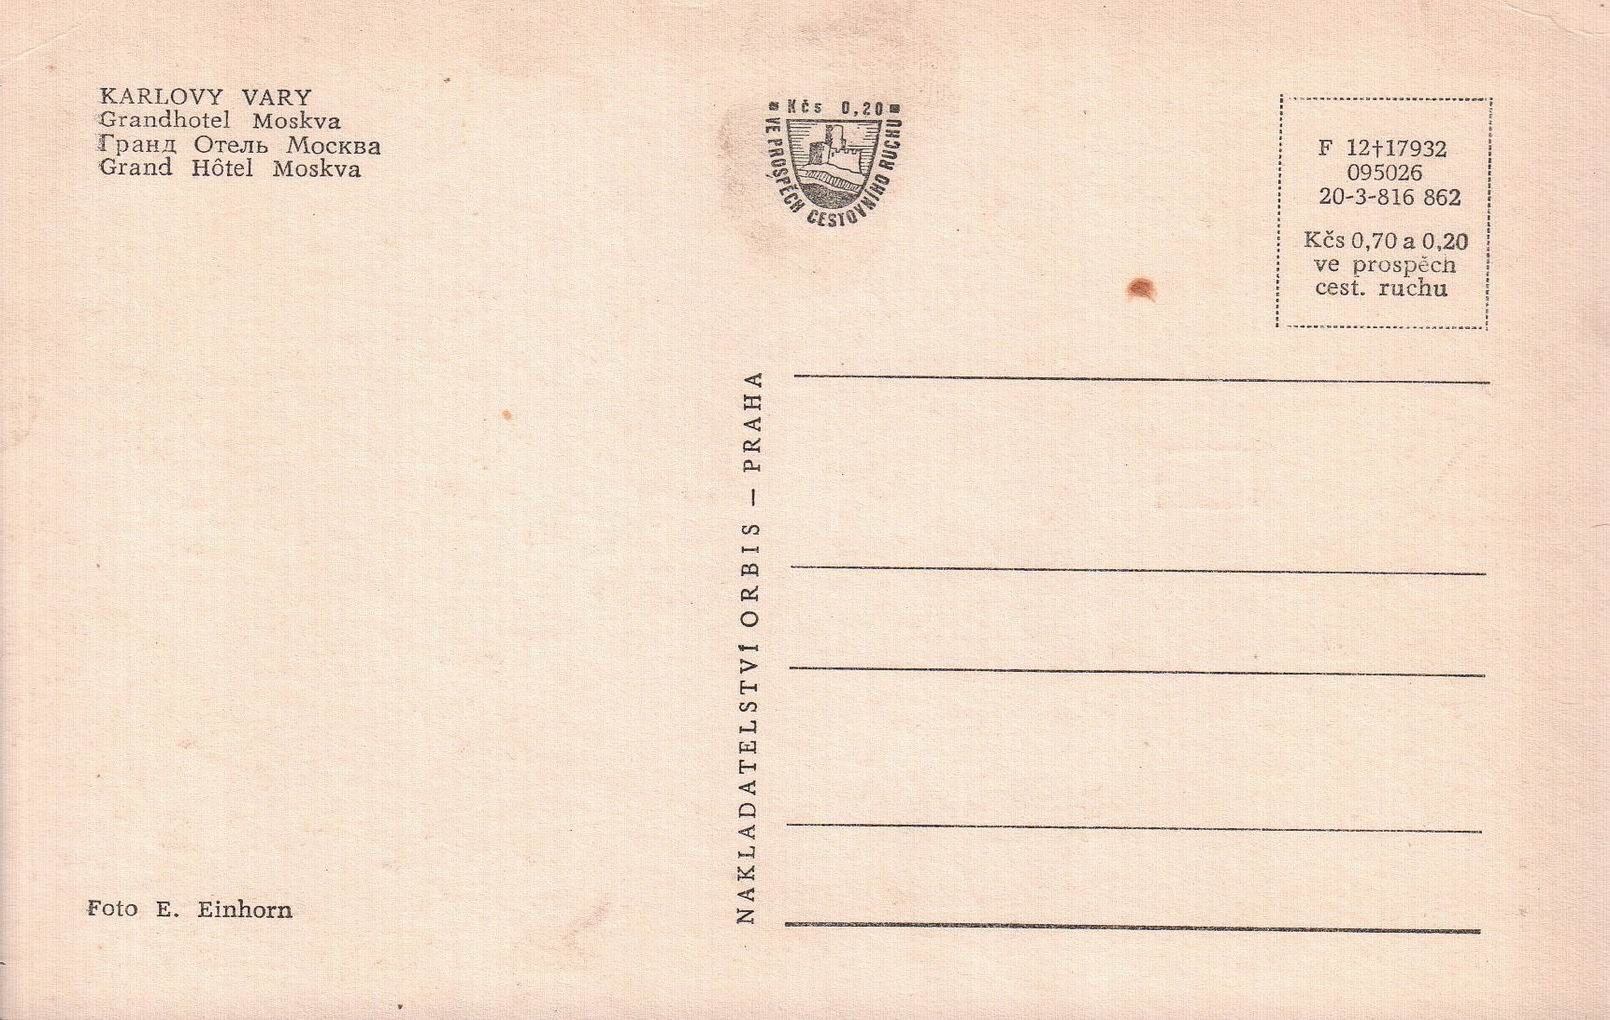 KARLOVY VARY
Grandhotel Moskva
Гранд Отель Москва
Grand Hôtel Moskva
Kčs 0,20
VE PROSPĚCH CESTOVNÍHO RUCHU
F 12†17932
095026
20-3-816 862
Kčs 0,70 a 0,20
ve prospěch
cest. ruchu
NAKLADATELSTVÍ ORBIS — PRAHA
Foto E. Einhorn